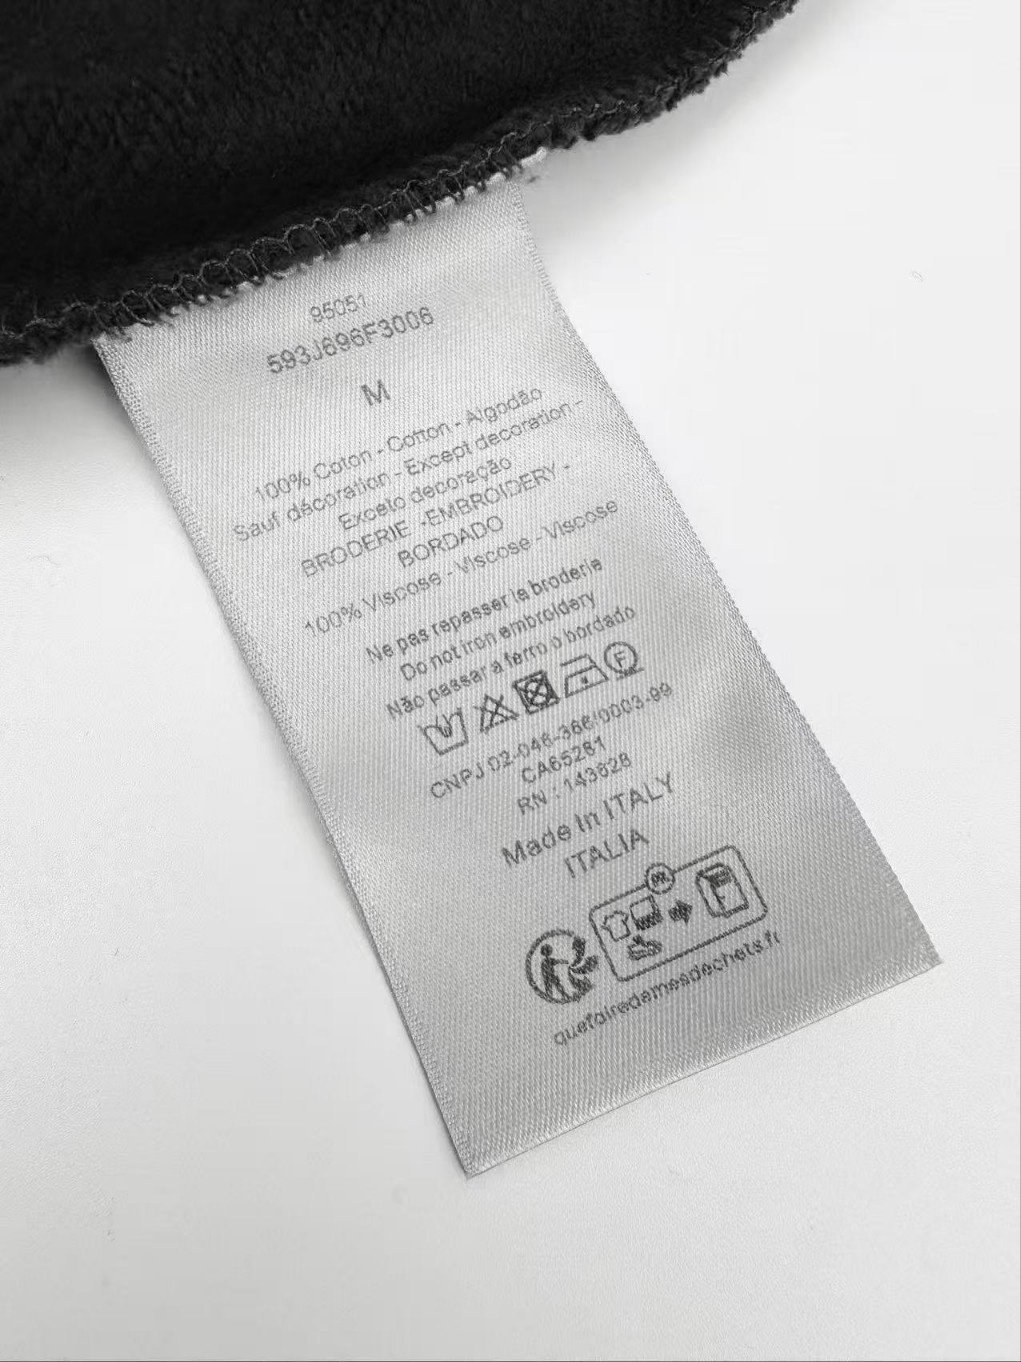 95051
593J696F3006
M
100% Coton - Cotton - Algodão
Sauf décoration - Except decoration -
Exceto decoração
BRODERIE -EMBROIDERY -
BORDADO
100% Viscose - Viscose - Viscose
Ne pas repasser la broderie
Do not iron embroidery
Não passar a ferro o bordado
F
CNPJ 02-046-366/0003-99
CA65281
RN : 143828
Made In ITALY
ITALIA
FR
quefairedemesdechets.fr